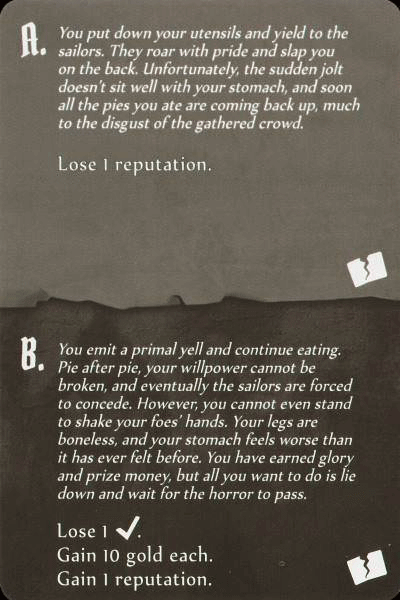 A.
You put down your utensils and yield to the
sailors. They roar with pride and slap you
on the back. Unfortunately, the sudden jolt
doesn't sit well with your stomach, and soon
all the pies you ate are coming back up, much
to the disgust of the gathered crowd.
Lose 1 reputation.
B.
You emit a primal yell and continue eating.
Pie after pie, your willpower cannot be
broken, and eventually the sailors are forced
to concede. However, you cannot even stand
to shake your foes' hands. Your legs are
boneless, and your stomach feels worse than
it has ever felt before. You have earned glory
and prize money, but all you want to do is lie
down and wait for the horror to pass.
Lose 1 ✓.
Gain 10 gold each.
Gain 1 reputation.